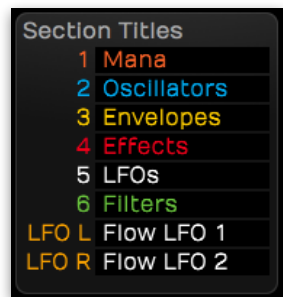 Section Titles
1 Mana
2 Oscillators
3 Envelopes
4 Effects
5 LFOs
6 Filters
LFO L Flow LFO 1
LFO R Flow LFO 2